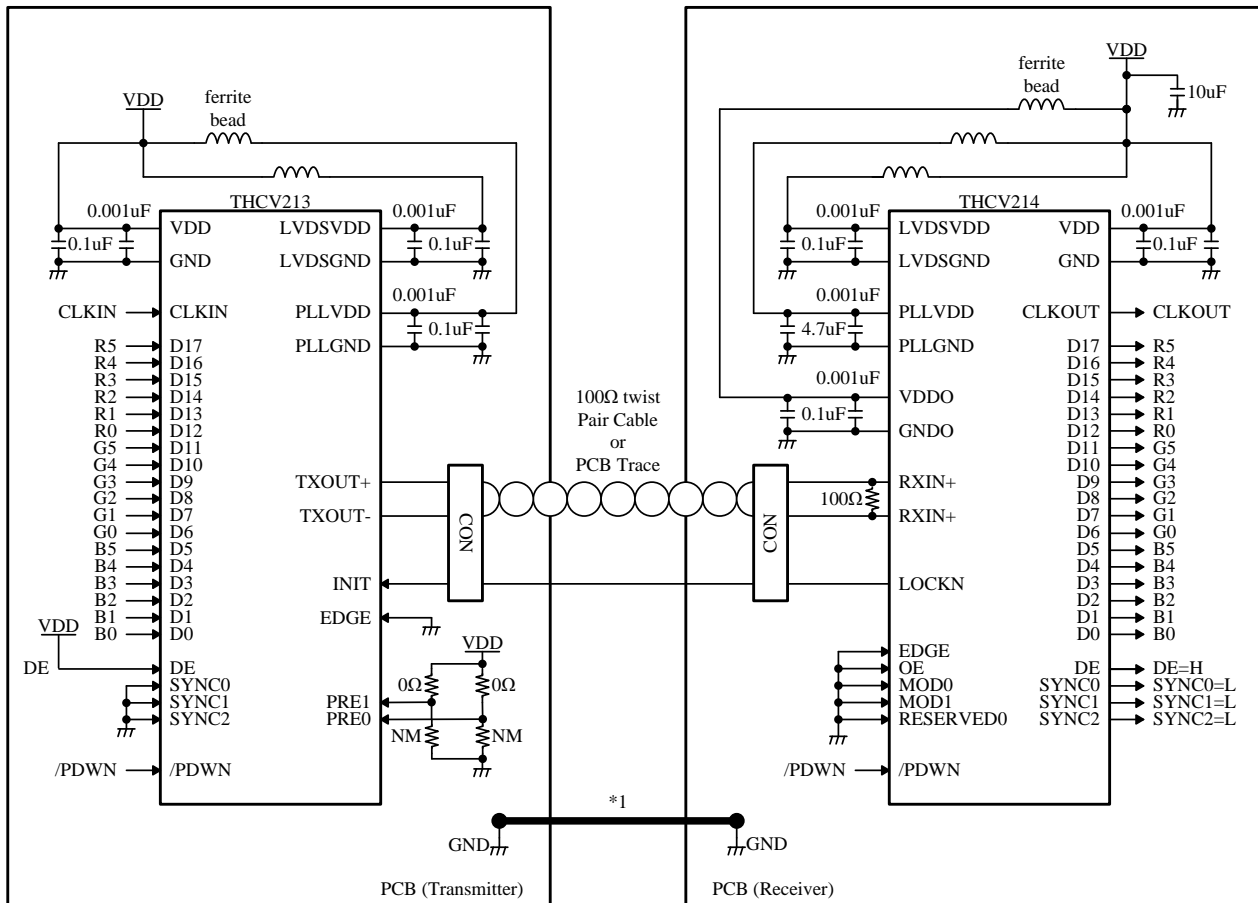 ferrite
bead
VDD
THCV213
0.001uF
0.1uF
VDD
GND
LVDSVDD
LVDSGND
0.001uF
0.1uF
CLKIN
CLKIN
PLLVDD
PLLGND
0.001uF
0.1uF
R5 D17
R4 D16
R3 D15
R2 D14
R1 D13
R0 D12
G5 D11
G4 D10
G3 D9
G2 D8
G1 D7
G0 D6
B5 D5
B4 D4
B3 D3
B2 D2
B1 D1
B0 D0
TXOUT+
TXOUT-
INIT
EDGE
VDD
DE
DE
SYNC0
SYNC1
SYNC2
VDD
0Ω
0Ω
PRE1
PRE0
NM
NM
/PDWN
/PDWN
CON
100Ω twist
Pair Cable
or
PCB Trace
CON
*1
GND
GND
PCB (Transmitter)
PCB (Receiver)
ferrite
bead
VDD
10uF
THCV214
0.001uF
0.1uF
LVDSVDD
LVDSGND
VDD
GND
0.001uF
0.1uF
0.001uF
4.7uF
PLLVDD
PLLGND
CLKOUT
CLKOUT
0.001uF
0.1uF
VDDO
GNDO
D17 R5
D16 R4
D15 R3
D14 R2
D13 R1
D12 R0
D11 G5
D10 G4
D9 G3
D8 G2
D7 G1
D6 G0
D5 B5
D4 B4
D3 B3
D2 B2
D1 B1
D0 B0
100Ω
RXIN+
RXIN+
LOCKN
EDGE
OE
MOD0
MOD1
RESERVED0
DE DE=H
SYNC0 SYNC0=L
SYNC1 SYNC1=L
SYNC2 SYNC2=L
/PDWN
/PDWN